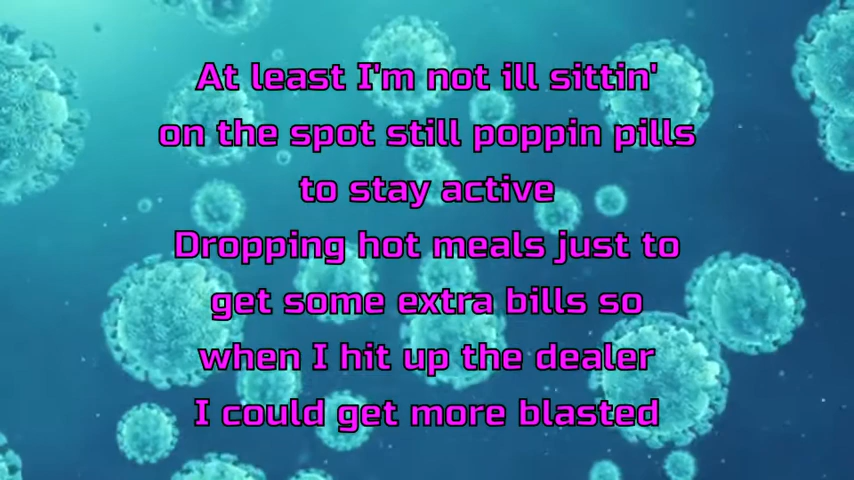 At least I'm not ill sittin'
on the spot still poppin pills
to stay active
Dropping hot meals just to
get some extra bills so
when I hit up the dealer
I could get more blasted